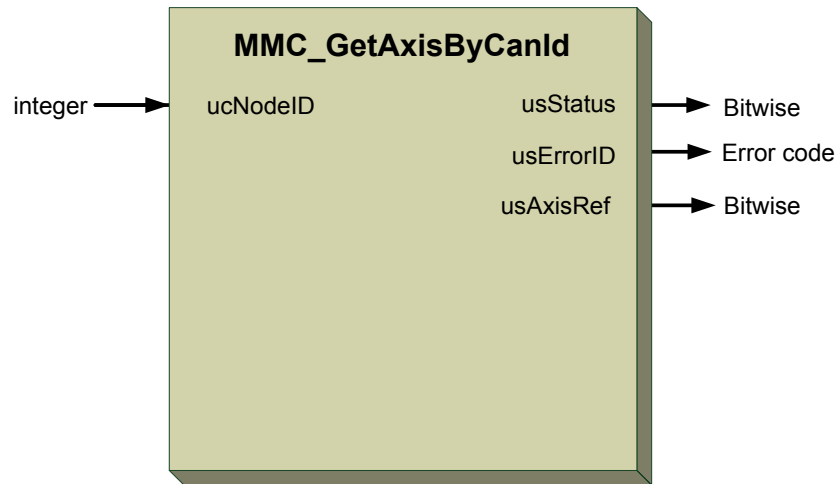 MMC_GetAxisByCanId
integer ucNodeID usStatus Bitwise
usErrorID Error code
usAxisRef Bitwise